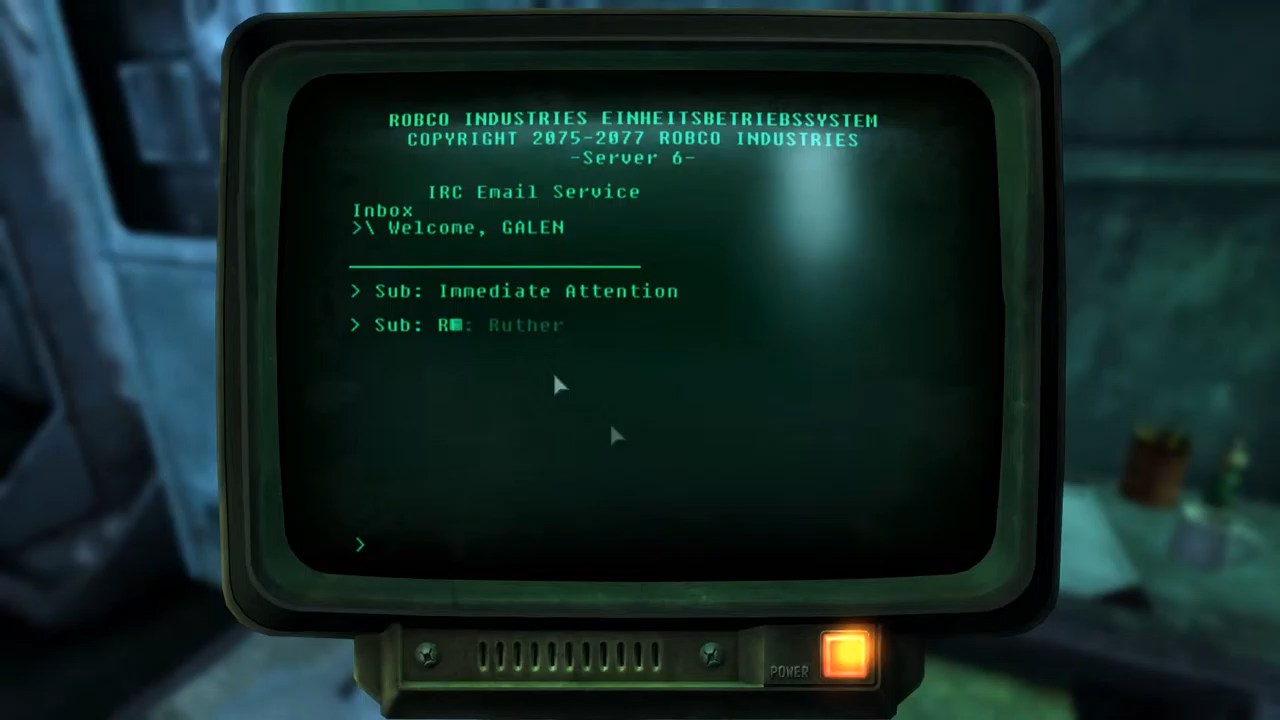 ROBCO INDUSTRIES EINHEITSBETRIEBSSYSTEM
COPYRIGHT 2075-2077 ROBCO INDUSTRIES
-Server 6-
IRC Email Service
Inbox
>\ Welcome, GALEN
> Sub: Immediate Attention
> Sub: R█: Ruther
>
POWER